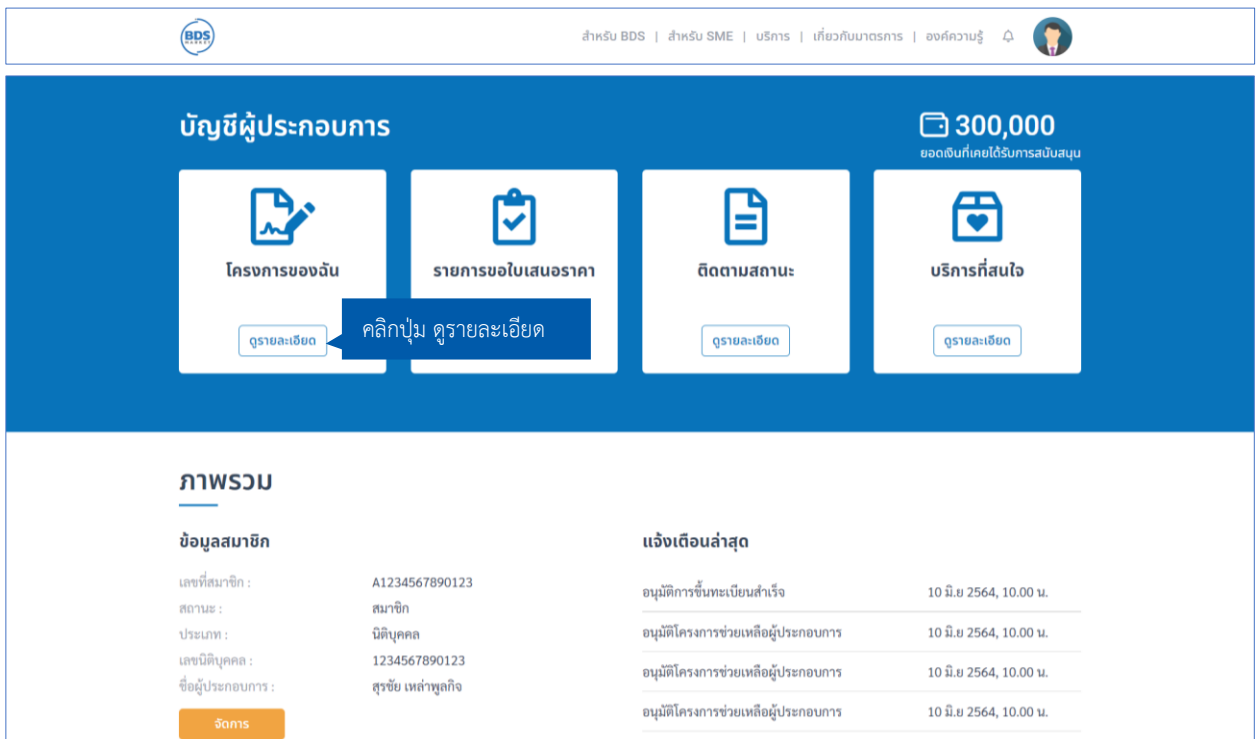 BDS
MARKET
สำหรับ BDS | สำหรับ SME | บริการ | เกี่ยวกับมาตรการ | องค์ความรู้
บัญชีผู้ประกอบการ
300,000
ยอดเงินที่เคยได้รับการสนับสนุน
โครงการของฉัน
รายการขอใบเสนอราคา
ติดตามสถานะ
บริการที่สนใจ
ดูรายละเอียด
คลิกปุ่ม ดูรายละเอียด
ดูรายละเอียด
ดูรายละเอียด
ภาพรวม
ข้อมูลสมาชิก
เลขที่สมาชิก : A1234567890123
สถานะ : สมาชิก
ประเภท : นิติบุคคล
เลขนิติบุคคล : 1234567890123
ชื่อผู้ประกอบการ : สุรชัย เหล่าพูลกิจ
จัดการ
แจ้งเตือนล่าสุด
อนุมัติการขึ้นทะเบียนสำเร็จ 10 มิ.ย 2564, 10.00 น.
อนุมัติโครงการช่วยเหลือผู้ประกอบการ 10 มิ.ย 2564, 10.00 น.
อนุมัติโครงการช่วยเหลือผู้ประกอบการ 10 มิ.ย 2564, 10.00 น.
อนุมัติโครงการช่วยเหลือผู้ประกอบการ 10 มิ.ย 2564, 10.00 น.